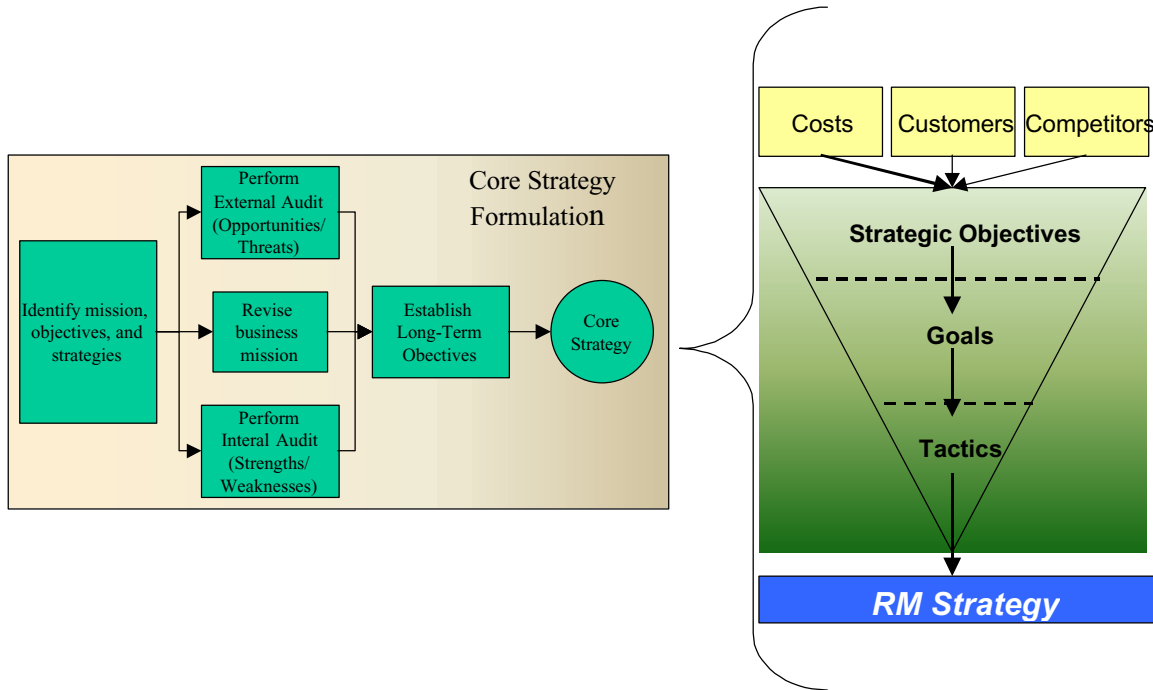 Core Strategy
Formulation
Identify mission,
objectives, and
strategies
Perform
External Audit
(Opportunities/
Threats)
Revise
business
mission
Perform
Interal Audit
(Strengths/
Weaknesses)
Establish
Long-Term
Obectives
Core
Strategy
Costs
Customers
Competitors
Strategic Objectives
Goals
Tactics
RM Strategy